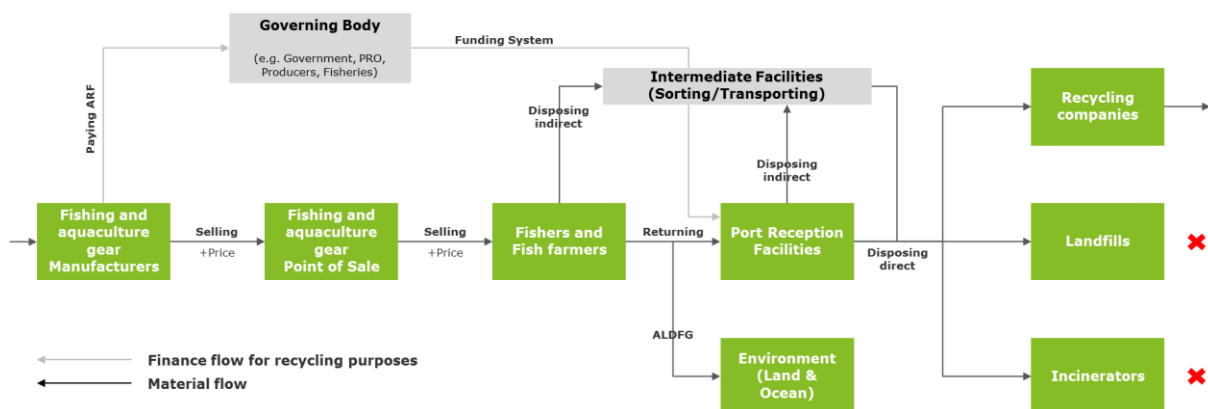 Governing Body
(e.g. Government, PRO,
Producers, Fisheries)
Funding System
Intermediate Facilities
(Sorting/Transporting)
Paying ARF
Disposing
indirect
Disposing
indirect
Recycling
companies
Fishing and
aquaculture
gear
Manufacturers
Selling
+Price
Fishing and
aquaculture
gear
Point of Sale
Selling
+Price
Fishers and
Fish farmers
Returning
Port Reception
Facilities
Disposing
direct
Landfills
ALDFG
Environment
(Land &
Ocean)
Incinerators
Finance flow for recycling purposes
Material flow